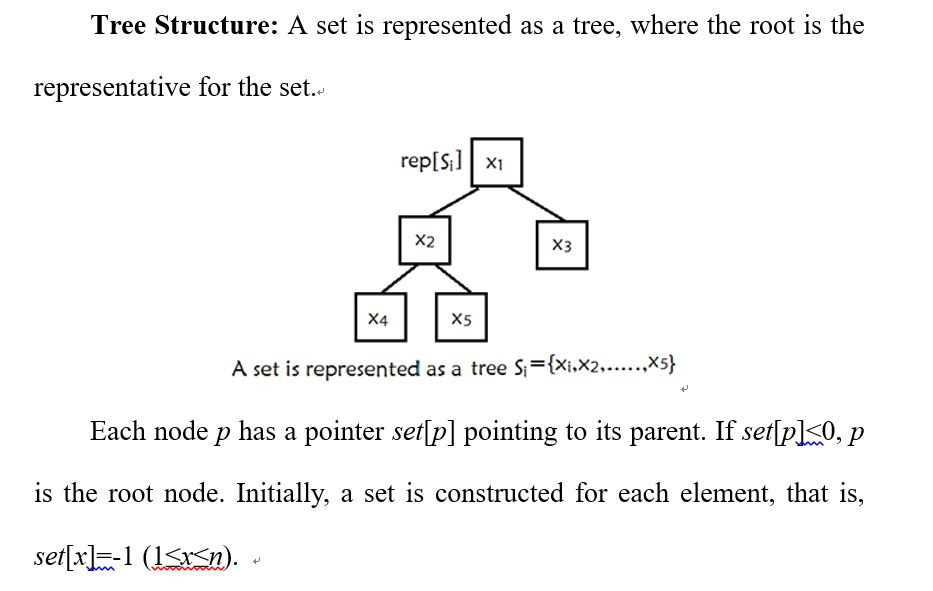 Tree Structure: A set is represented as a tree, where the root is the
representative for the set.
rep[Si] X1
X2
X3
X4 X5
A set is represented as a tree Si={Xi,X2,......,X5}
Each node p has a pointer set[p] pointing to its parent. If set[p]<0, p
is the root node. Initially, a set is constructed for each element, that is,
set[x]=-1 (1≤x≤n).